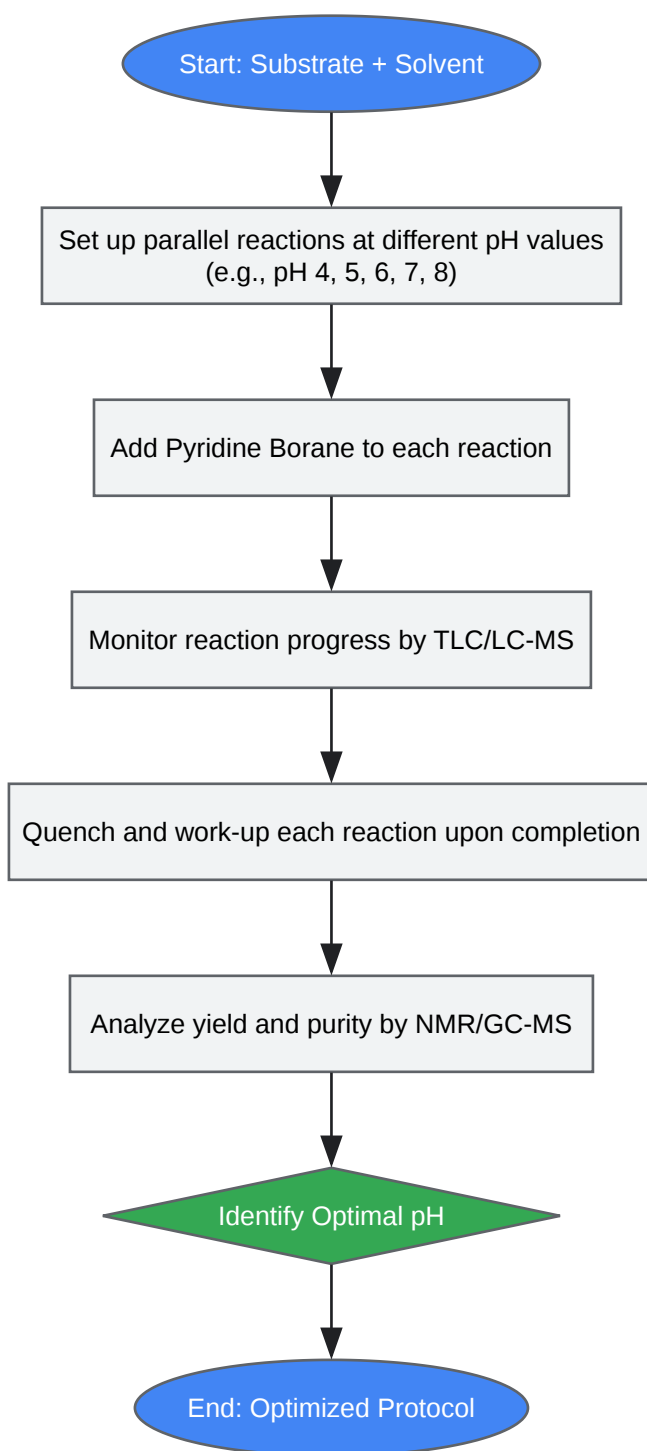 Start: Substrate + Solvent
Set up parallel reactions at different pH values
(e.g., pH 4, 5, 6, 7, 8)
Add Pyridine Borane to each reaction
Monitor reaction progress by TLC/LC-MS
Quench and work-up each reaction upon completion
Analyze yield and purity by NMR/GC-MS
Identify Optimal pH
End: Optimized Protocol